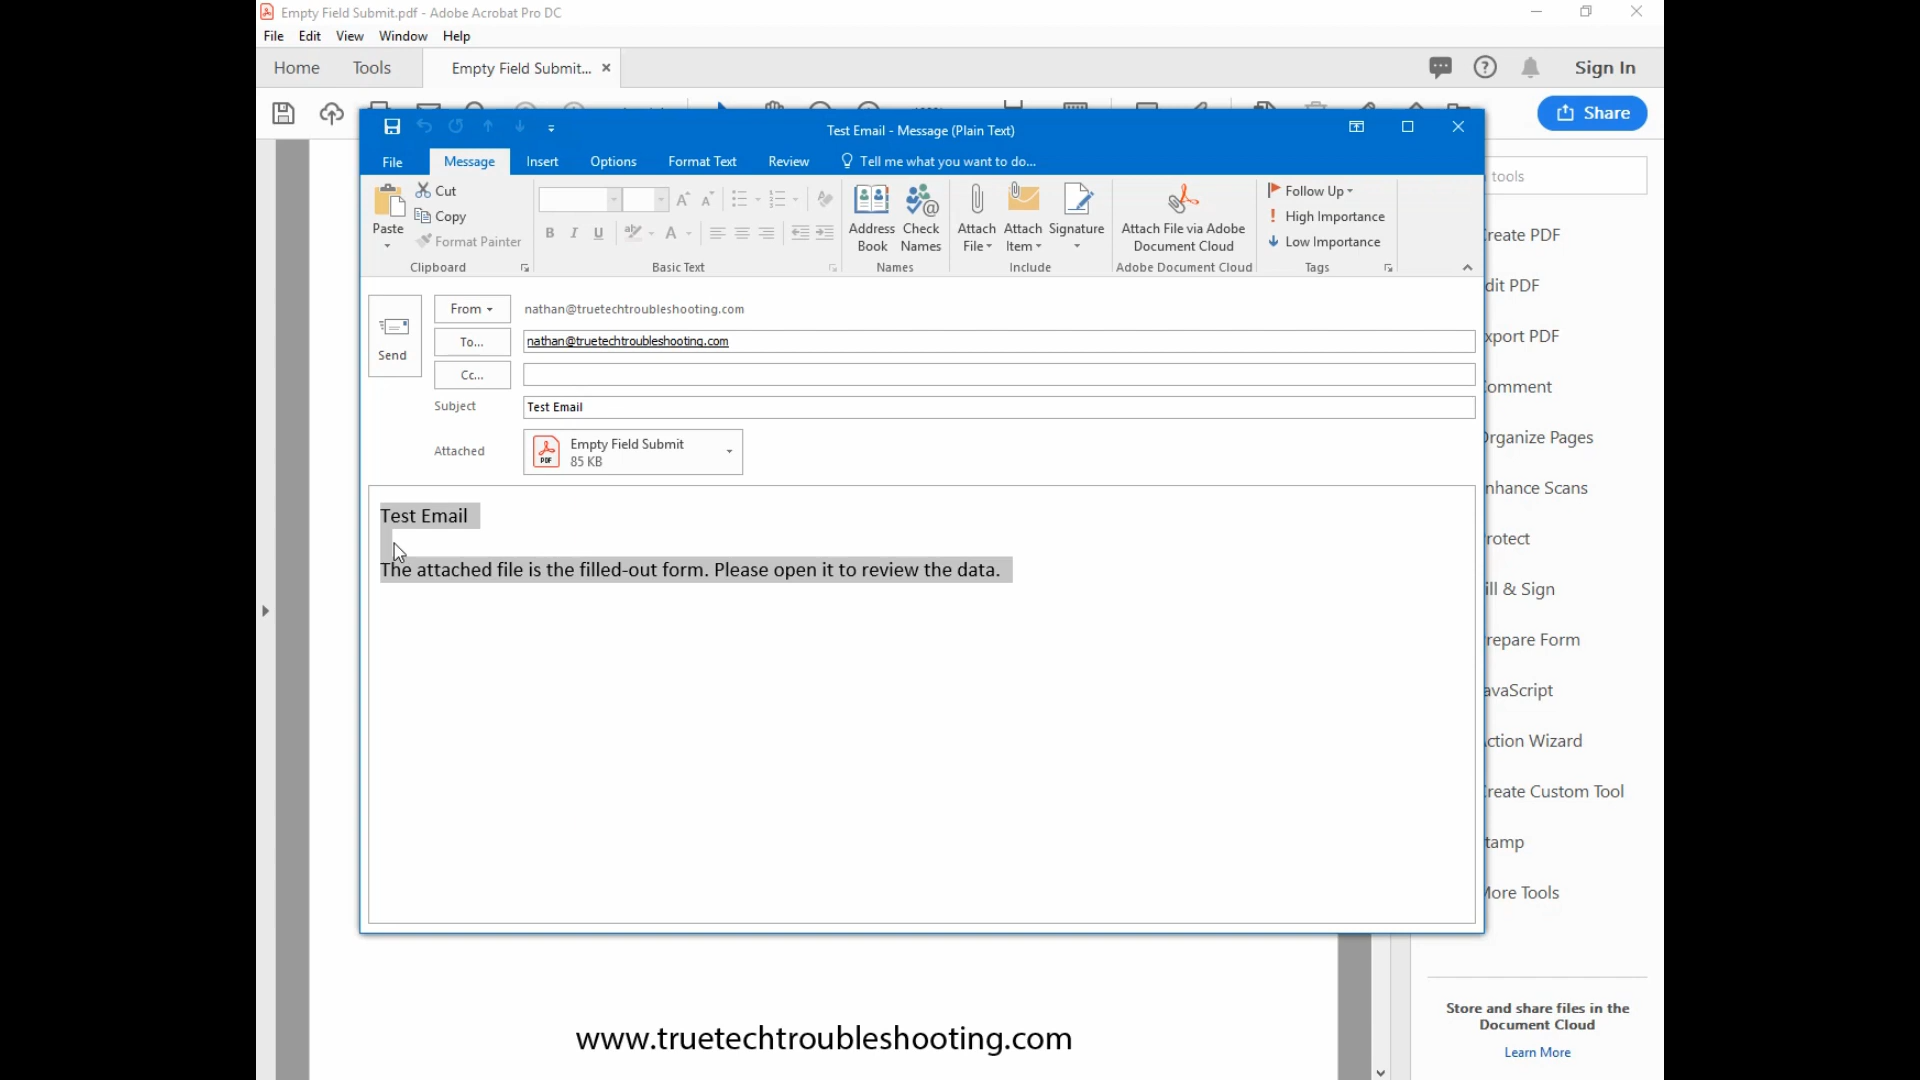 Empty Field Submit.pdf - Adobe Acrobat Pro DC
File Edit View Window Help
Home Tools Empty Field Submit... × Sign In
Share
Test Email - Message (Plain Text)
File Message Insert Options Format Text Review Tell me what you want to do...
Paste
Cut
Copy
Format Painter
Clipboard
B I U A
Basic Text
Address Book
Check Names
Names
Attach File
Attach Item
Signature
Include
Attach File via Adobe Document Cloud
Adobe Document Cloud
Follow Up
High Importance
Low Importance
Tags
Send
From nathan@truetechtroubleshooting.com
To... nathan@truetechtroubleshooting.com
Cc...
Subject Test Email
Attached Empty Field Submit
PDF 85 KB
Test Email
The attached file is the filled-out form. Please open it to review the data.
tools
reate PDF
dit PDF
xport PDF
omment
rganize Pages
nhance Scans
rotect
ill & Sign
repare Form
avaScript
ction Wizard
reate Custom Tool
tamp
More Tools
Store and share files in the
Document Cloud
Learn More
www.truetechtroubleshooting.com